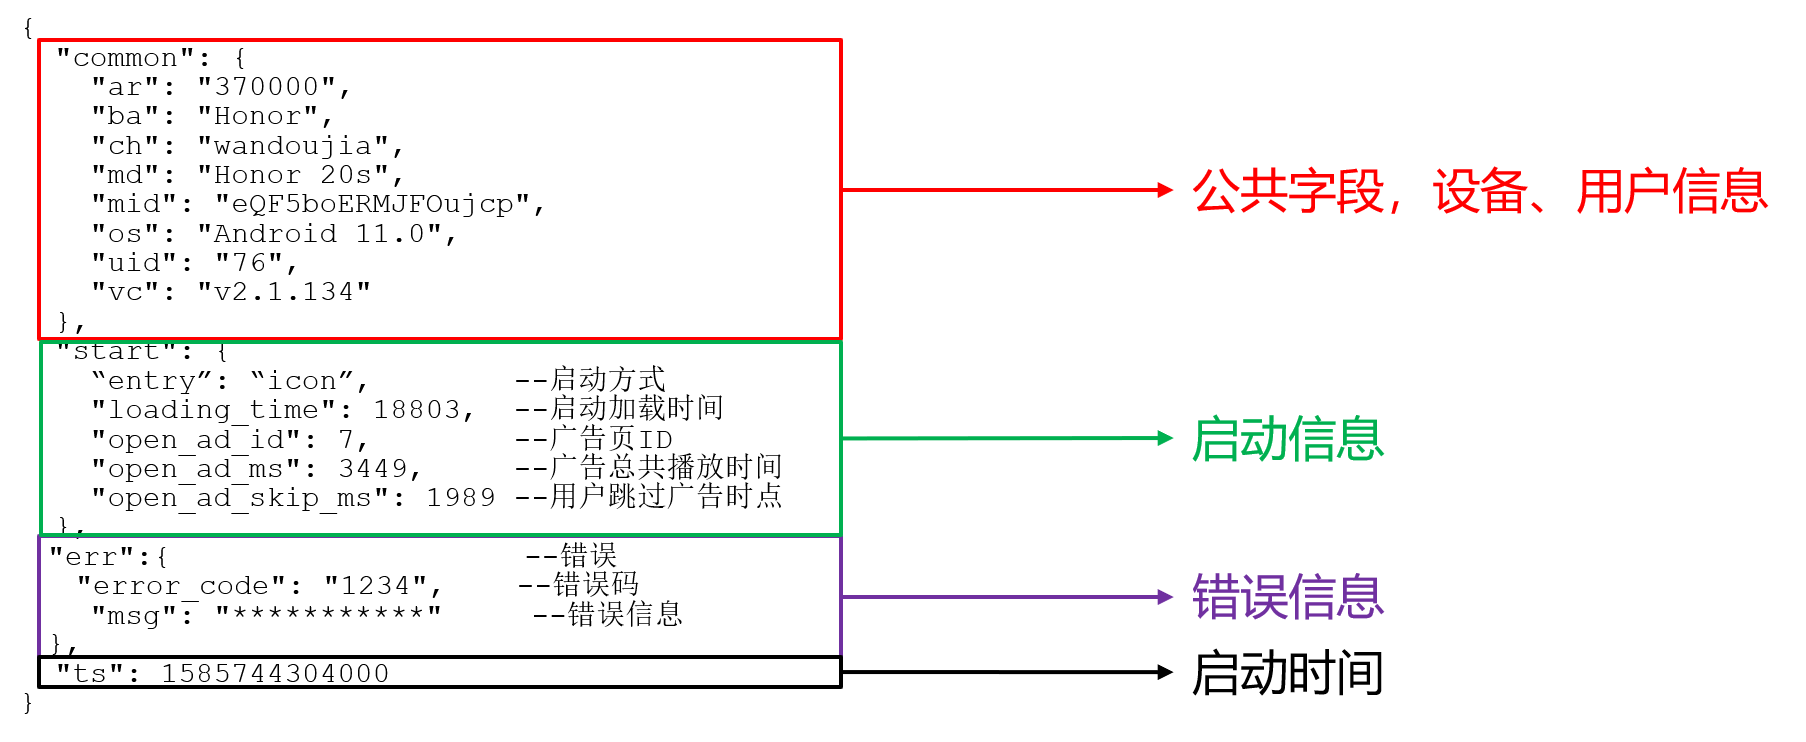 {
"common": {
"ar": "370000",
"ba": "Honor",
"ch": "wandoujia",
"md": "Honor 20s",
"mid": "eQF5boERMJFOujcp",
"os": "Android 11.0",
"uid": "76",
"vc": "v2.1.134"
},
公共字段，设备、用户信息
"start": {
“entry”: “icon”, --启动方式
"loading_time": 18803, --启动加载时间
"open_ad_id": 7, --广告页ID
"open_ad_ms": 3449, --广告总共播放时间
"open_ad_skip_ms": 1989 --用户跳过广告时点
},
启动信息
"err":{ --错误
"error_code": "1234", --错误码
"msg": "***********" --错误信息
},
错误信息
"ts": 1585744304000
启动时间
}